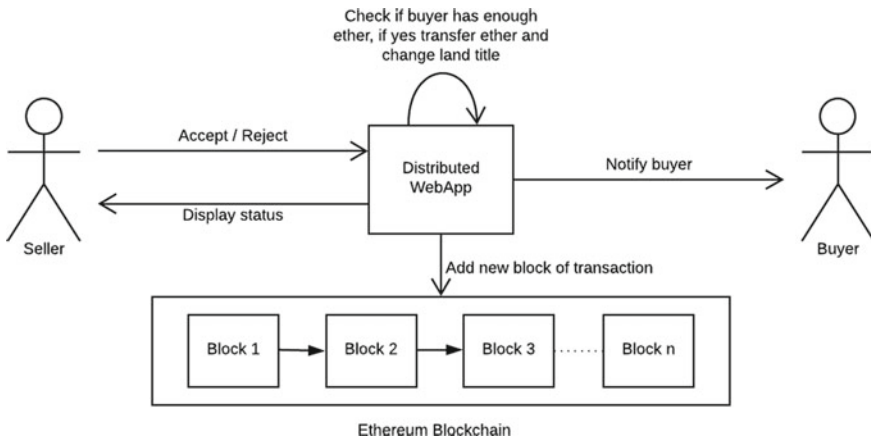 Check if buyer has enough
ether, if yes transfer ether and
change land title
Accept / Reject
Distributed
WebApp
Notify buyer
Display status
Seller
Buyer
Add new block of transaction
Block 1
Block 2
Block 3
Block n
Ethereum Blockchain